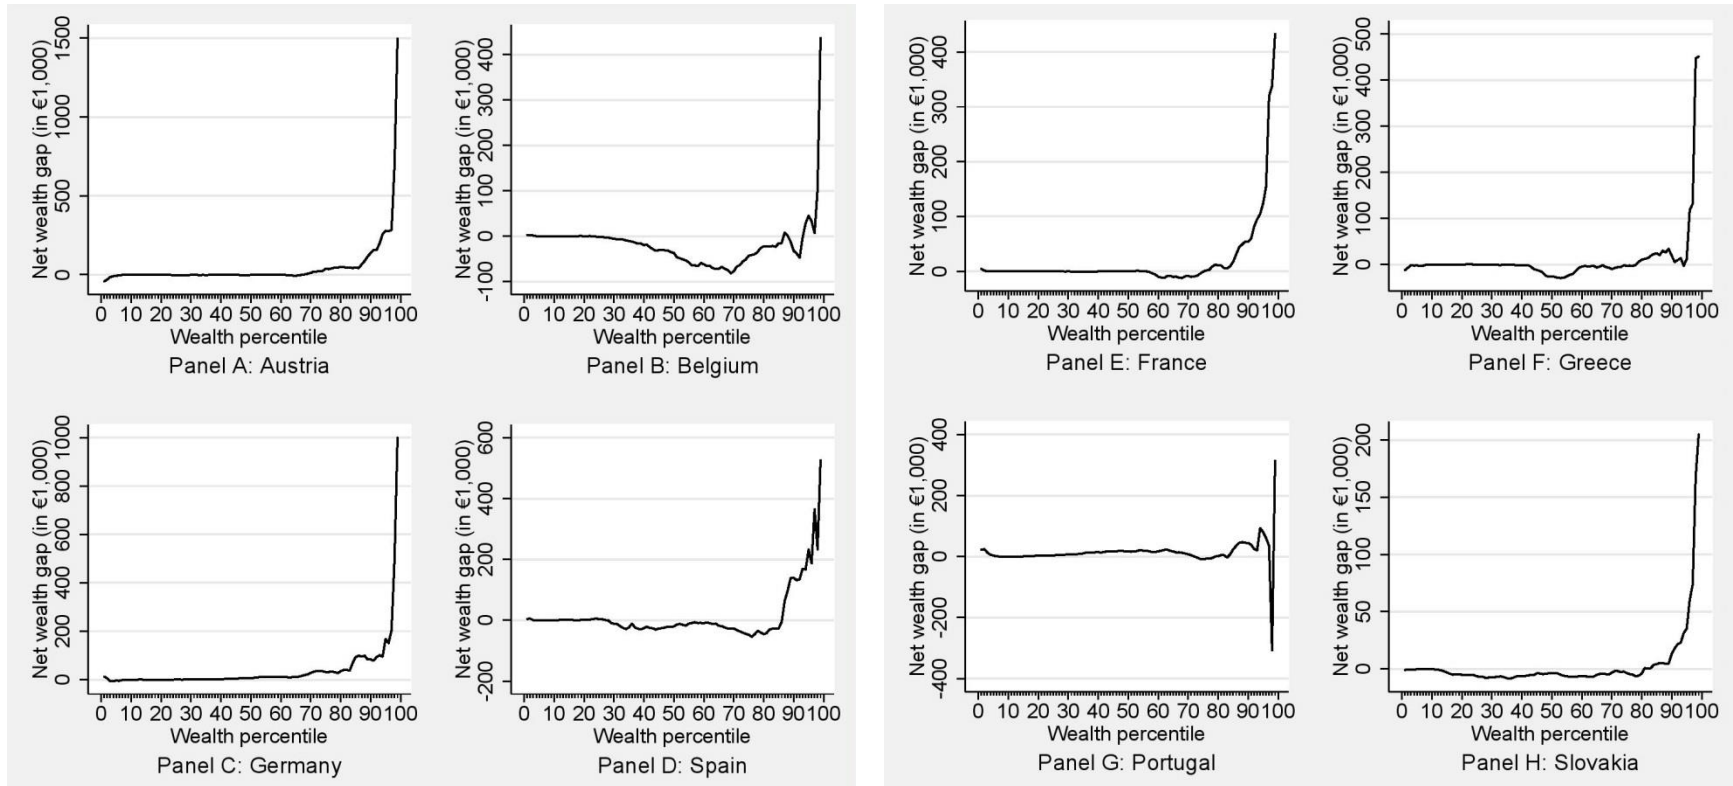 Net wealth gap (in €1,000)
1500
1000
500
0
0 10 20 30 40 50 60 70 80 90 100
Wealth percentile
Panel A: Austria
Net wealth gap (in €1,000)
400
300
200
100
0
-100
0 10 20 30 40 50 60 70 80 90 100
Wealth percentile
Panel B: Belgium
Net wealth gap (in €1,000)
1000
800
600
400
200
0
0 10 20 30 40 50 60 70 80 90 100
Wealth percentile
Panel C: Germany
Net wealth gap (in €1,000)
600
400
200
0
-200
0 10 20 30 40 50 60 70 80 90 100
Wealth percentile
Panel D: Spain
Net wealth gap (in €1,000)
400
300
200
100
0
0 10 20 30 40 50 60 70 80 90 100
Wealth percentile
Panel E: France
Net wealth gap (in €1,000)
500
400
300
200
100
0
0 10 20 30 40 50 60 70 80 90 100
Wealth percentile
Panel F: Greece
Net wealth gap (in €1,000)
400
200
0
-200
-400
0 10 20 30 40 50 60 70 80 90 100
Wealth percentile
Panel G: Portugal
Net wealth gap (in €1,000)
200
150
100
50
0
0 10 20 30 40 50 60 70 80 90 100
Wealth percentile
Panel H: Slovakia